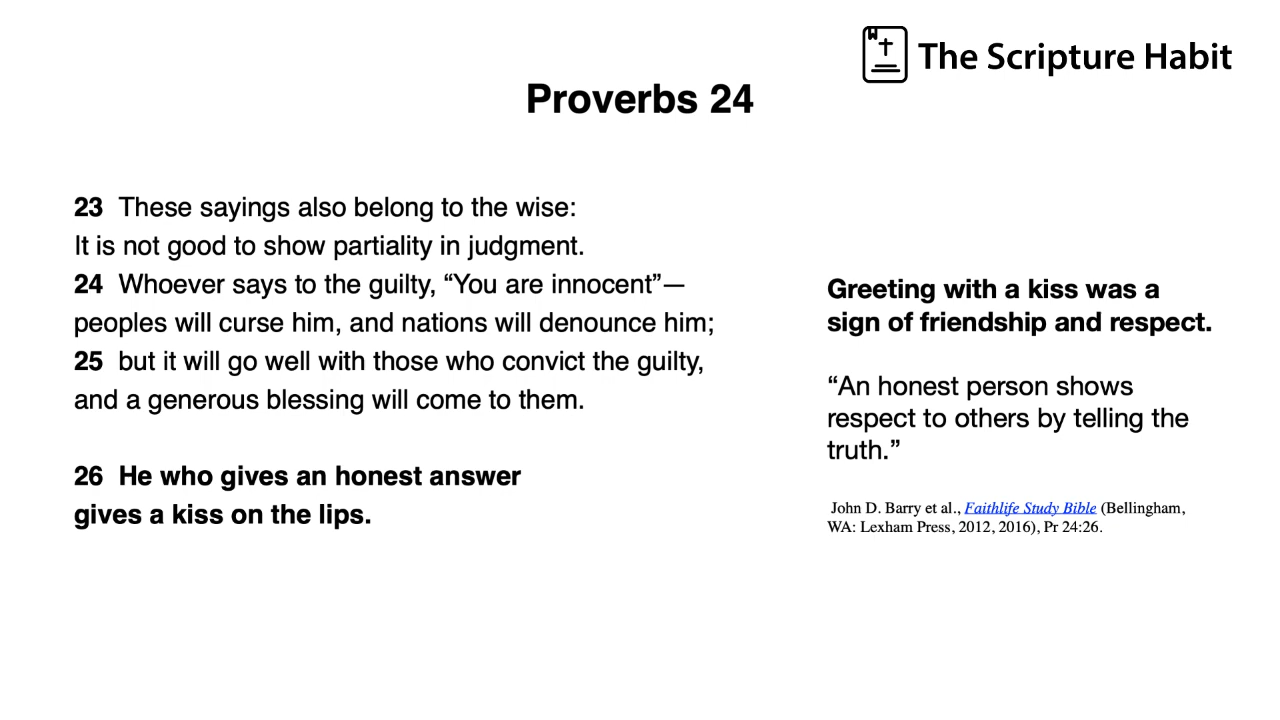 The Scripture Habit
Proverbs 24
23 These sayings also belong to the wise:
It is not good to show partiality in judgment.
24 Whoever says to the guilty, “You are innocent”—
peoples will curse him, and nations will denounce him;
25 but it will go well with those who convict the guilty,
and a generous blessing will come to them.
26 He who gives an honest answer
gives a kiss on the lips.
Greeting with a kiss was a
sign of friendship and respect.
“An honest person shows
respect to others by telling the
truth.”
John D. Barry et al., Faithlife Study Bible (Bellingham,
WA: Lexham Press, 2012, 2016), Pr 24:26.